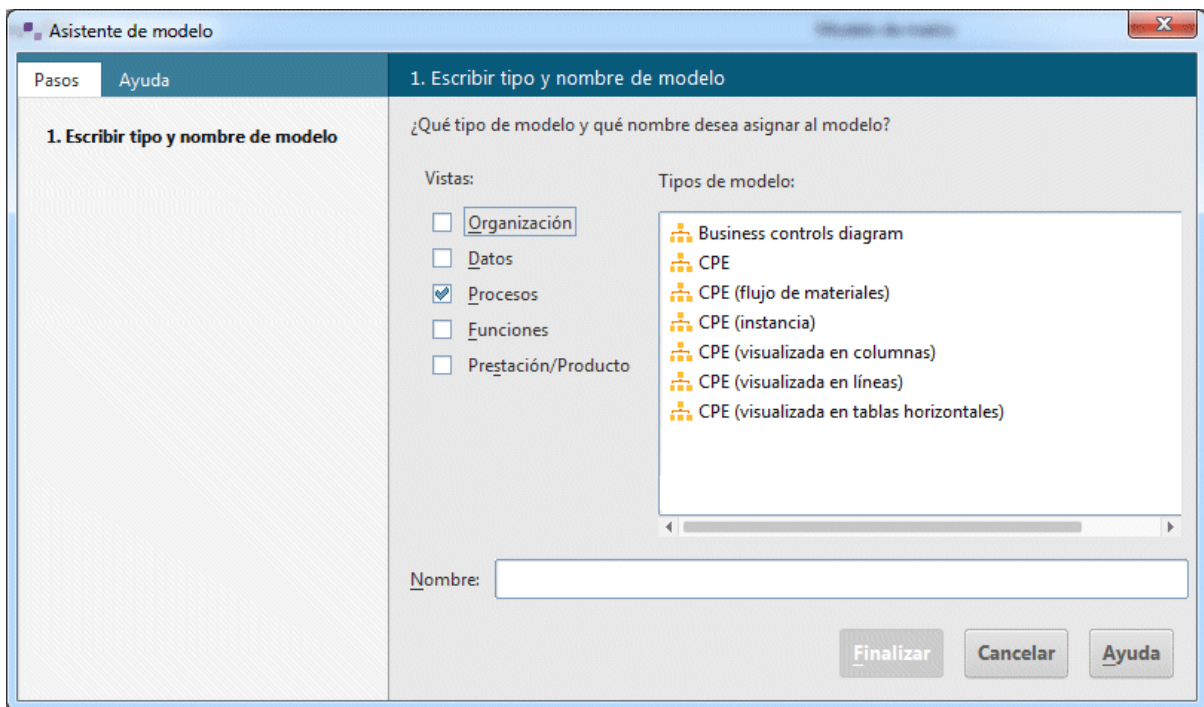 Asistente de modelo
Pasos
Ayuda
1. Escribir tipo y nombre de modelo
1. Escribir tipo y nombre de modelo
¿Qué tipo de modelo y qué nombre desea asignar al modelo?
Vistas:
Organización
Datos
Procesos
Funciones
Prestación/Producto
Tipos de modelo:
Business controls diagram
CPE
CPE (flujo de materiales)
CPE (instancia)
CPE (visualizada en columnas)
CPE (visualizada en líneas)
CPE (visualizada en tablas horizontales)
Nombre:
Finalizar
Cancelar
Ayuda